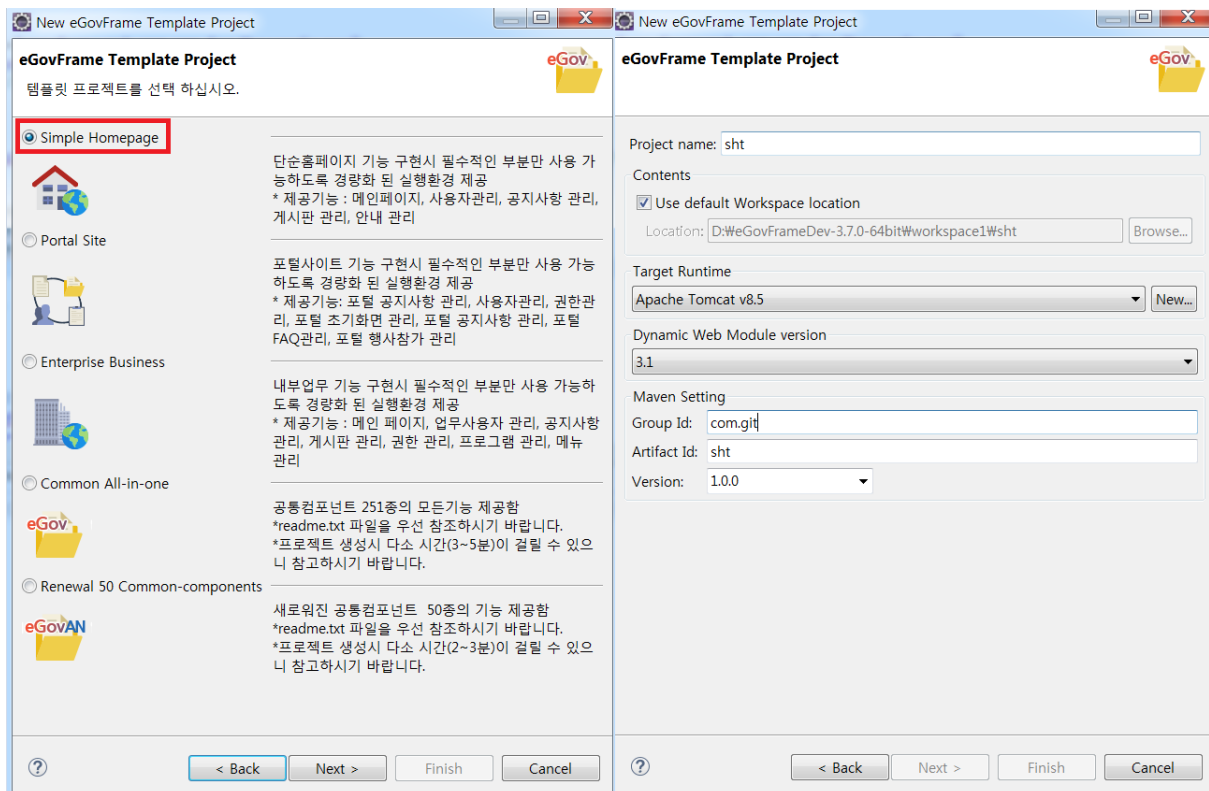 New eGovFrame Template Project
eGovFrame Template Project
eGov
템플릿 프로젝트를 선택 하십시오.
Simple Homepage
단순홈페이지 기능 구현시 필수적인 부분만 사용 가
능하도록 경량화 된 실행환경 제공
* 제공기능 : 메인페이지, 사용자관리, 공지사항 관리,
게시판 관리, 안내 관리
Portal Site
포털사이트 기능 구현시 필수적인 부분만 사용 가능
하도록 경량화 된 실행환경 제공
* 제공기능: 포털 공지사항 관리, 사용자관리, 권한관
리, 포털 초기화면 관리, 포털 공지사항 관리, 포털
FAQ관리, 포털 행사참가 관리
Enterprise Business
내부업무 기능 구현시 필수적인 부분만 사용 가능하
도록 경량화 된 실행환경 제공
* 제공기능 : 메인 페이지, 업무사용자 관리, 공지사항
관리, 게시판 관리, 권한 관리, 프로그램 관리, 메뉴
관리
Common All-in-one
eGov
공통컴포넌트 251종의 모든기능 제공함
*readme.txt 파일을 우선 참조하시기 바랍니다.
*프로젝트 생성시 다소 시간(3~5분)이 걸릴 수 있으
니 참고하시기 바랍니다.
Renewal 50 Common-components
eGovAN
새로워진 공통컴포넌트 50종의 기능 제공함
*readme.txt 파일을 우선 참조하시기 바랍니다.
*프로젝트 생성시 다소 시간(2~3분)이 걸릴 수 있으
니 참고하시기 바랍니다.
? < Back Next > Finish Cancel
New eGovFrame Template Project
eGovFrame Template Project
eGov
Project name: sht
Contents
Use default Workspace location
Location: D:₩eGovFrameDev-3.7.0-64bit₩workspace1₩sht Browse...
Target Runtime
Apache Tomcat v8.5 New...
Dynamic Web Module version
3.1
Maven Setting
Group Id: com.git
Artifact Id: sht
Version: 1.0.0
? < Back Next > Finish Cancel